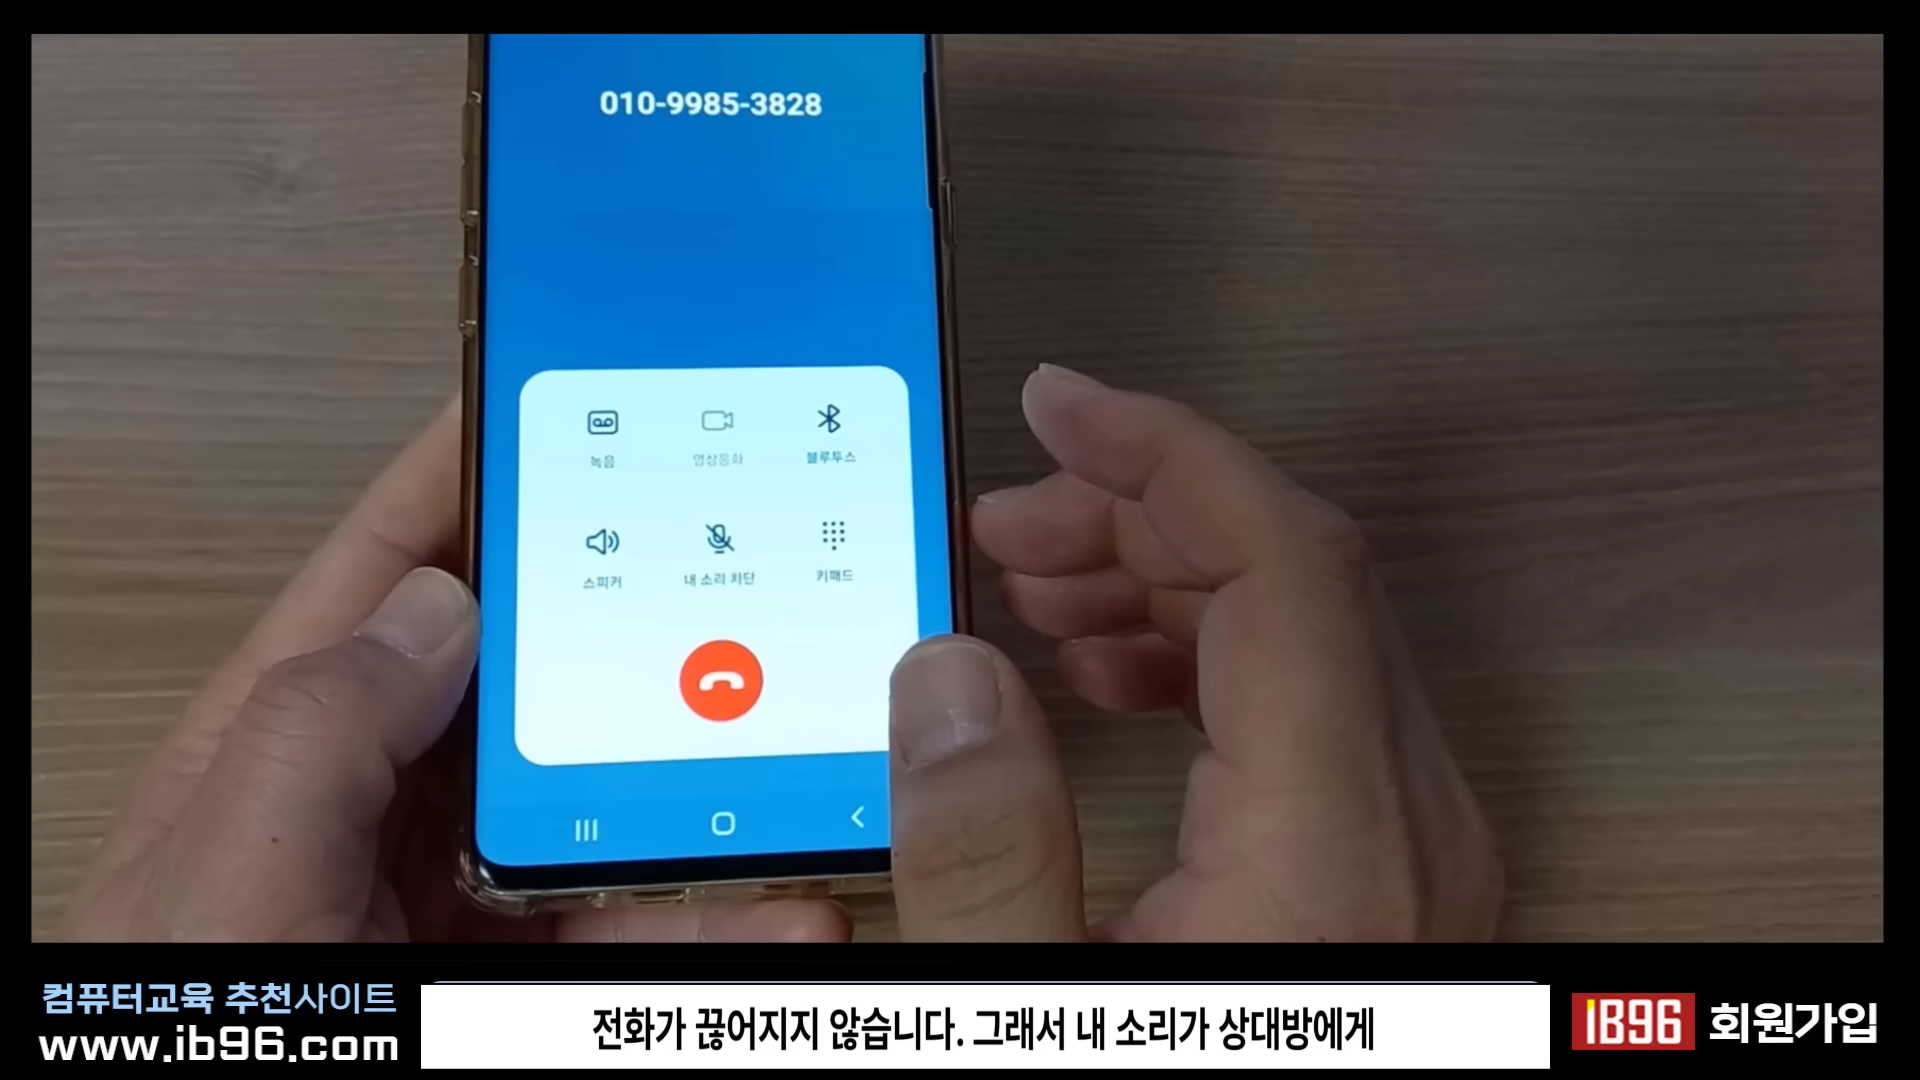 010-9985-3828
녹음
영상통화
블루투스
스피커
내 소리 차단
키패드
컴퓨터교육 추천사이트
www.ib96.com
전화가 끊어지지 않습니다. 그래서 내 소리가 상대방에게
iB96 회원가입